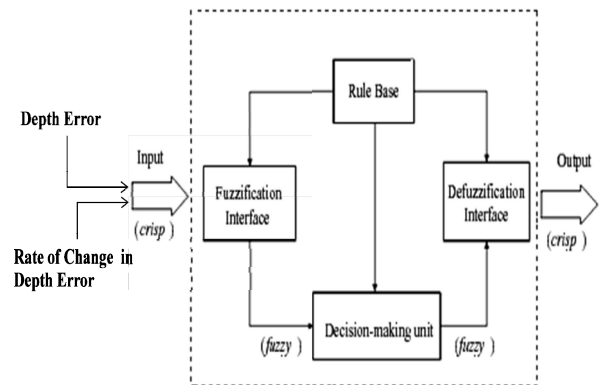 Rule Base
Depth Error
Input
Output
Fuzzification
Interface
Defuzzification
Interface
(crisp )
(crisp )
Rate of Change in
Depth Error
Decision-making unit
(fuzzy )
(fuzzy )